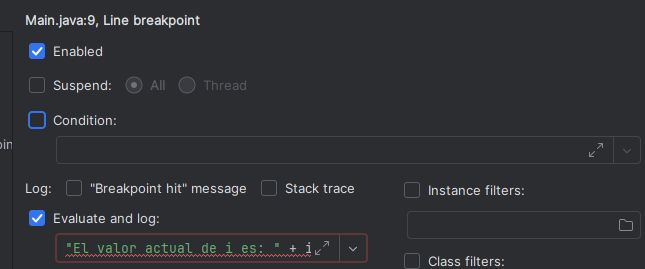 Main.java:9, Line breakpoint
Enabled
Suspend: All Thread
Condition:
Log: "Breakpoint hit" message Stack trace Instance filters:
Evaluate and log:
"El valor actual de i es: " + i
Class filters: